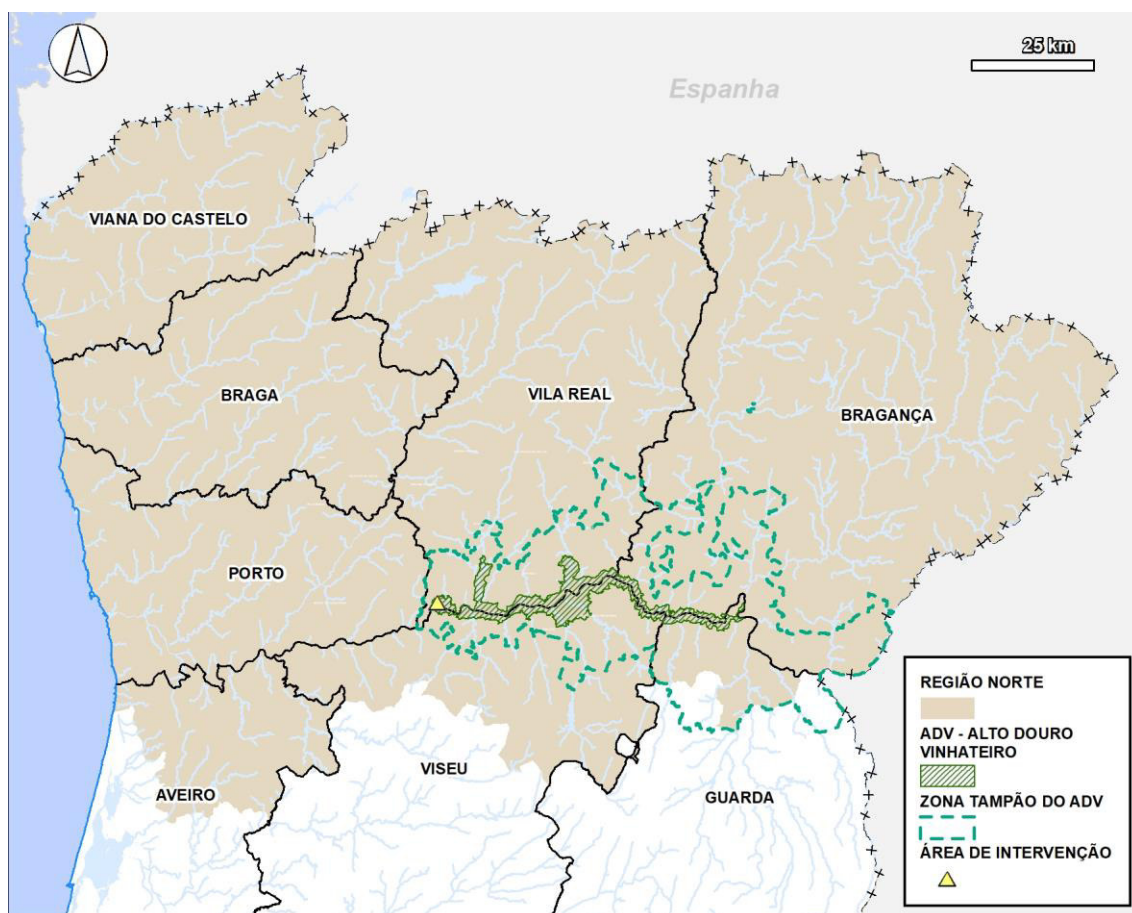 25 km
Espanha
VIANA DO CASTELO
BRAGA
VILA REAL
BRAGANÇA
PORTO
AVEIRO
VISEU
GUARDA
REGIÃO NORTE
ADV - ALTO DOURO
VINHATEIRO
ZONA TAMPÃO DO ADV
ÁREA DE INTERVENÇÃO